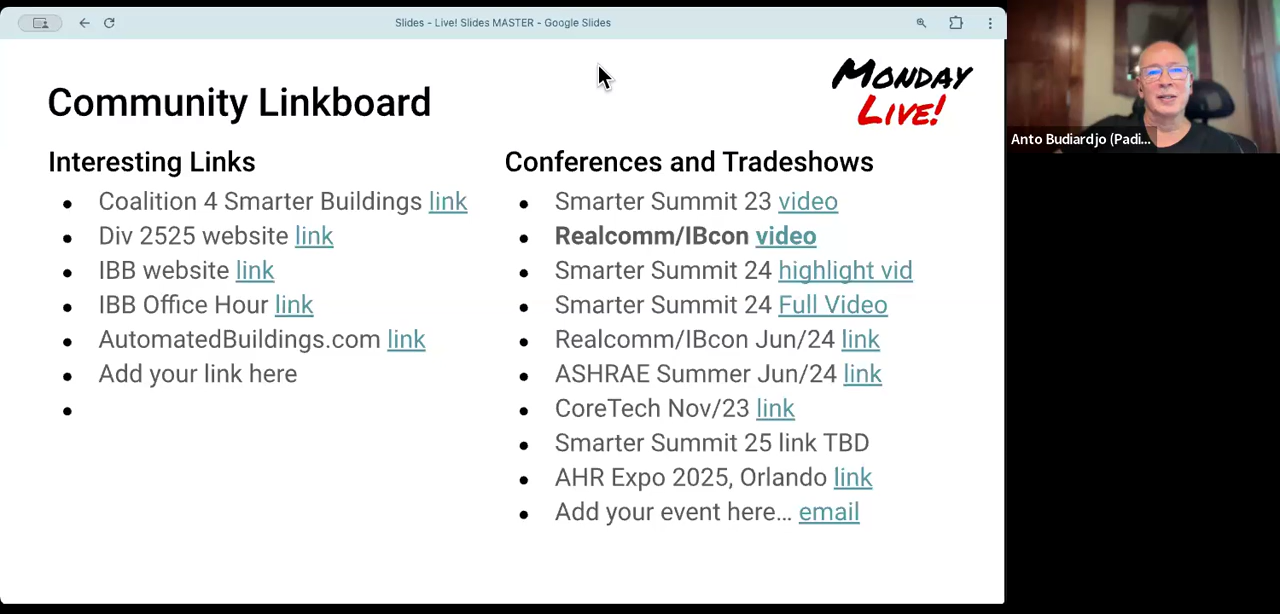 Slides - Live! Slides MASTER - Google Slides
MONDAY
LIVE!
Community Linkboard
Interesting Links
Coalition 4 Smarter Buildings link
Div 2525 website link
IBB website link
IBB Office Hour link
AutomatedBuildings.com link
Add your link here
Conferences and Tradeshows
Smarter Summit 23 video
Realcomm/IBcon video
Smarter Summit 24 highlight vid
Smarter Summit 24 Full Video
Realcomm/IBcon Jun/24 link
ASHRAE Summer Jun/24 link
CoreTech Nov/23 link
Smarter Summit 25 link TBD
AHR Expo 2025, Orlando link
Add your event here... email
Anto Budiardjo (Padi...